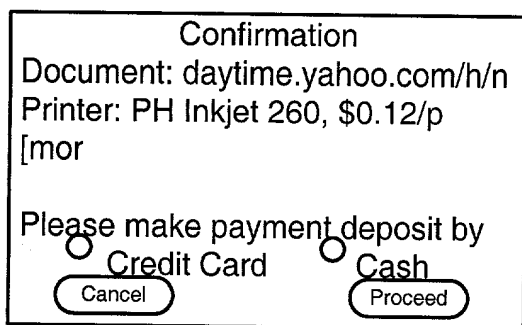 Confirmation
Document: daytime.yahoo.com/h/n
Printer: PH Inkjet 260, $0.12/p
[mor
Please make payment deposit by
Credit Card Cash
Cancel Proceed